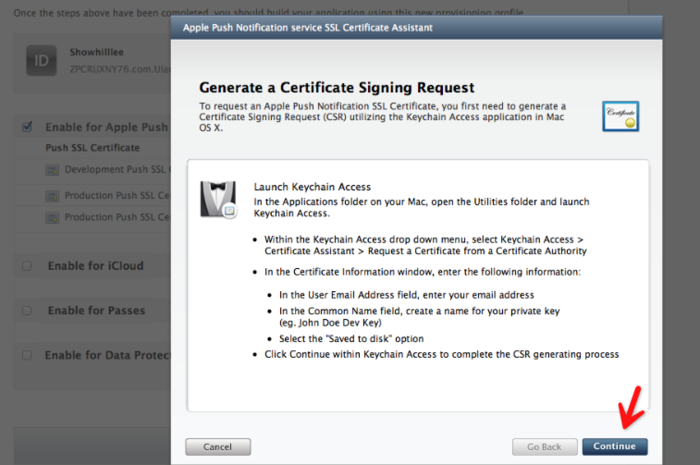 Once the steps above have been completed, you should build your application using this new provisioning profile.
Apple Push Notification service SSL Certificate Assistant
ID
Showhilllee
Generate a Certificate Signing Request
To request an Apple Push Notification SSL Certificate, you first need to generate a
Certificate Signing Request (CSR) utilizing the Keychain Access application in Mac
OS X.
Certificate
Enable for Apple Push
Push SSL Certificate
Development Push SSL
Production Push SSL Ce
Production Push SSL Ce
Enable for iCloud
Enable for Passes
Enable for Data Protec
Launch Keychain Access
In the Applications folder on your Mac, open the Utilities folder and launch
Keychain Access.
• Within the Keychain Access drop down menu, select Keychain Access >
Certificate Assistant > Request a Certificate from a Certificate Authority
• In the Certificate Information window, enter the following information:
• In the User Email Address field, enter your email address
• In the Common Name field, create a name for your private key
(eg. John Doe Dev Key)
• Select the "Saved to disk" option
• Click Continue within Keychain Access to complete the CSR generating process
Cancel
Go Back
Continue